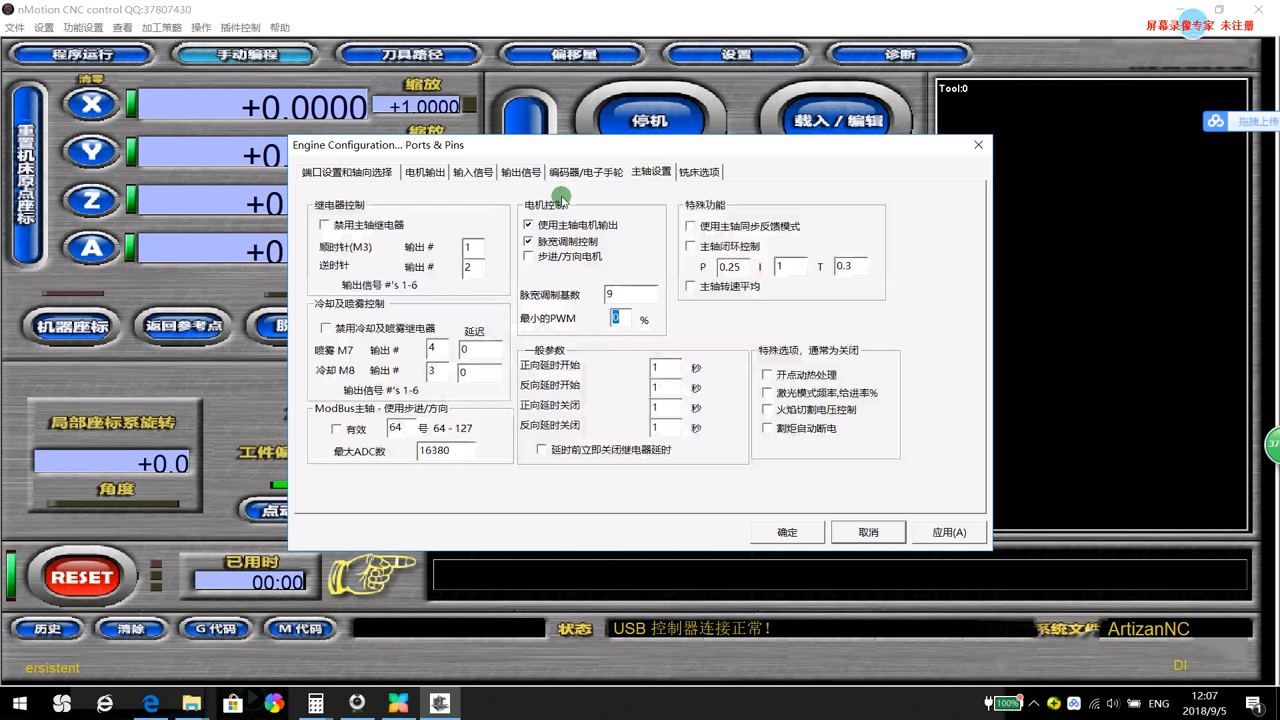 nMotion CNC control QQ:37807430
文件 设置 功能设置 查看 加工策略 操作 插件控制 帮助
屏幕录像专家 未注册
程序运行 手动编程 刀具路径 偏移量 设置 诊断
清零
缩放
X +0.0000 +1.0000
缩放
停机 载入 / 编辑
Tool:0
拖拽上传
重置机床原点坐标
Y +0.
Z +0.
A +0.
机器坐标 返回参考点
局部坐标系旋转
+0.0
角度
工件偏
点动
Engine Configuration... Ports & Pins
端口设置和轴向选择 电机输出 输入信号 输出信号 编码器/电子手轮 主轴设置 铣床选项
继电器控制
禁用主轴继电器
顺时针(M3) 输出 # 1
逆时针 输出 # 2
输出信号 #'s 1-6
冷却及喷雾控制
禁用冷却及喷雾继电器 延迟
喷雾 M7 输出 # 4 0
冷却 M8 输出 # 3 0
输出信号 #'s 1-6
ModBus主轴 - 使用步进/方向
有效 64 号 64 - 127
最大ADC数 16380
电机控制
使用主轴电机输出
脉宽调制控制
步进/方向电机
脉宽调制基数 9
最小的PWM 0 %
一般参数
正向延时开始 1 秒
反向延时开始 1 秒
正向延时关闭 1 秒
反向延时关闭 1 秒
延时前立即关闭继电器延时
特殊功能
使用主轴同步反馈模式
主轴闭环控制
P 0.25 I 1 T 0.3
主轴转速平均
特殊选项，通常为关闭
开点动热处理
激光模式频率,给进率%
火焰切割电压控制
割炬自动断电
确定 取消 应用(A)
37
RESET
已用时
00:00
历史 清除 G 代码 M 代码
状态 USB 控制器连接正常!
系统文件 ArtizanNC
ersistent
DI
100%
ENG
12:07
2018/9/5
1